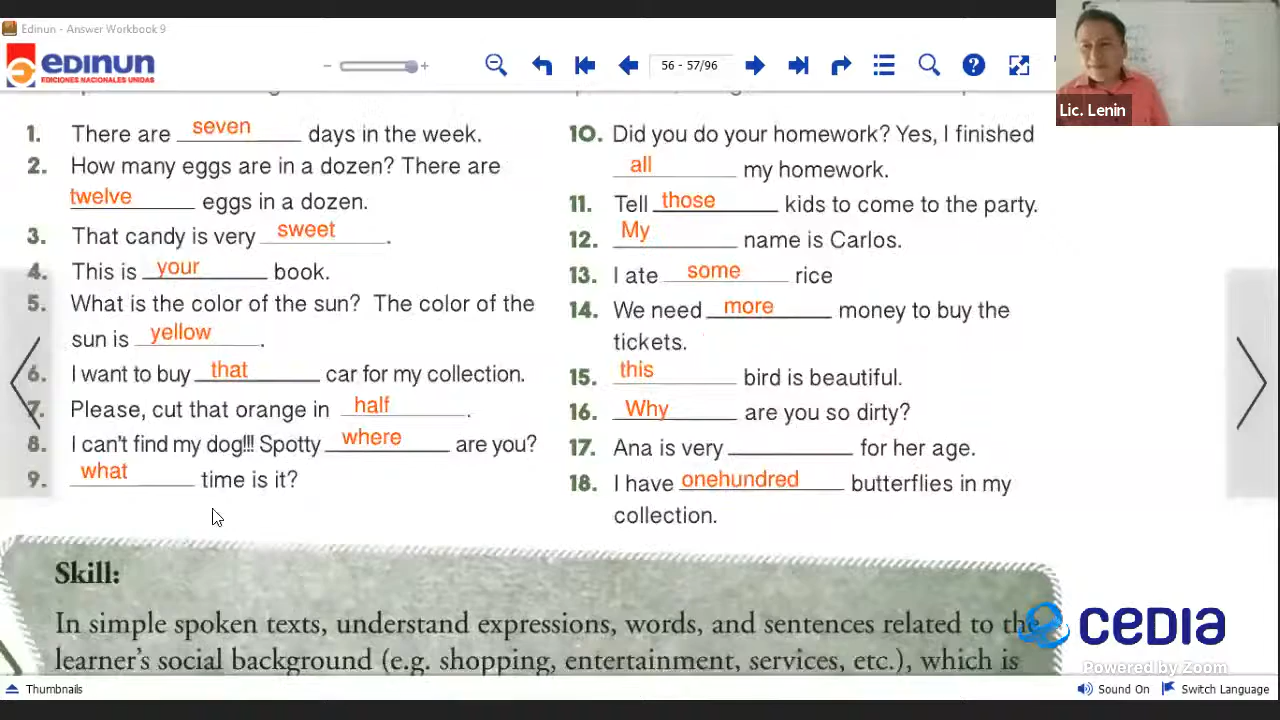 Edinun - Answer Workbook 9
EDINUN
EDICIONES NACIONALES UNIDAS
56 - 57/96
Lic. Lenin
1. There are seven days in the week.
2. How many eggs are in a dozen? There are
twelve eggs in a dozen.
3. That candy is very sweet .
4. This is your book.
5. What is the color of the sun? The color of the
sun is yellow .
6. I want to buy that car for my collection.
7. Please, cut that orange in half .
8. I can't find my dog!!! Spotty where are you?
9. what time is it?
10. Did you do your homework? Yes, I finished
all my homework.
11. Tell those kids to come to the party.
12. My name is Carlos.
13. I ate some rice
14. We need more money to buy the
tickets.
15. this bird is beautiful.
16. Why are you so dirty?
17. Ana is very ___________ for her age.
18. I have onehundred butterflies in my
collection.
Skill:
In simple spoken texts, understand expressions, words, and sentences related to the
learner's social background (e.g. shopping, entertainment, services, etc.), which is
CEDIA
Powered by Zoom
Thumbnails
Sound On
Switch Language